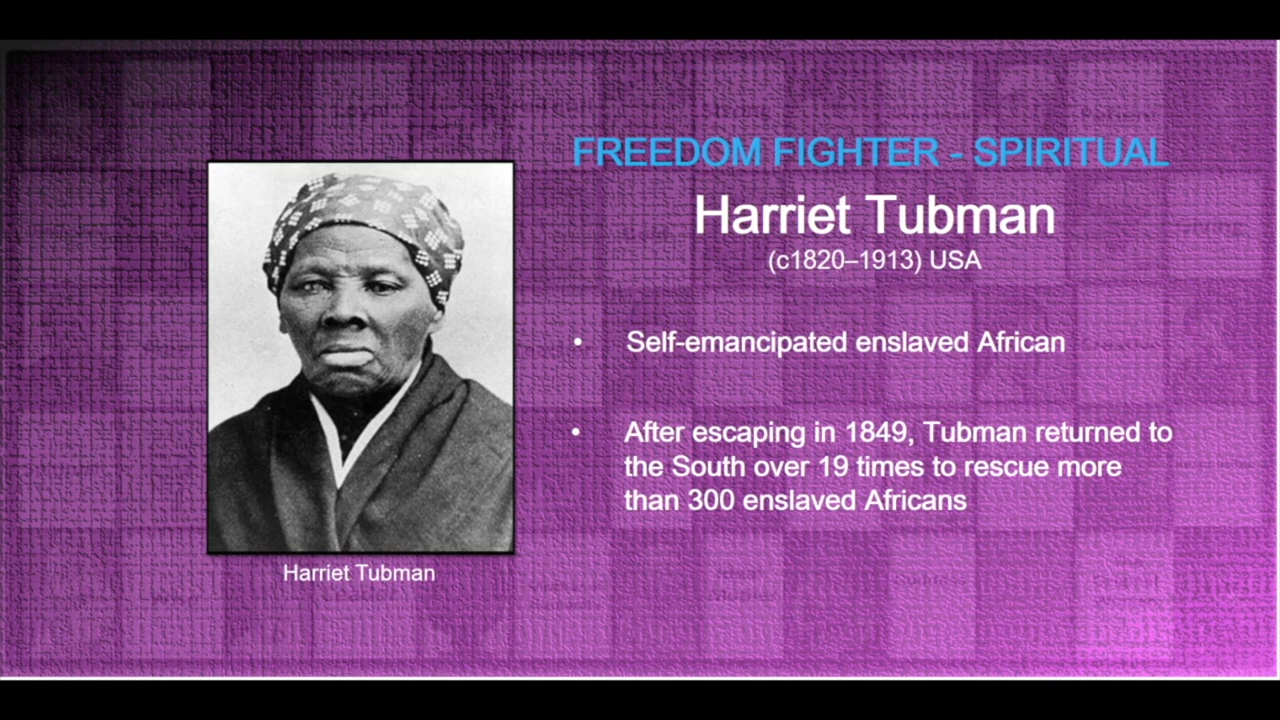 FREEDOM FIGHTER - SPIRITUAL
Harriet Tubman
(c1820–1913) USA
• Self-emancipated enslaved African
• After escaping in 1849, Tubman returned to
the South over 19 times to rescue more
than 300 enslaved Africans
Harriet Tubman